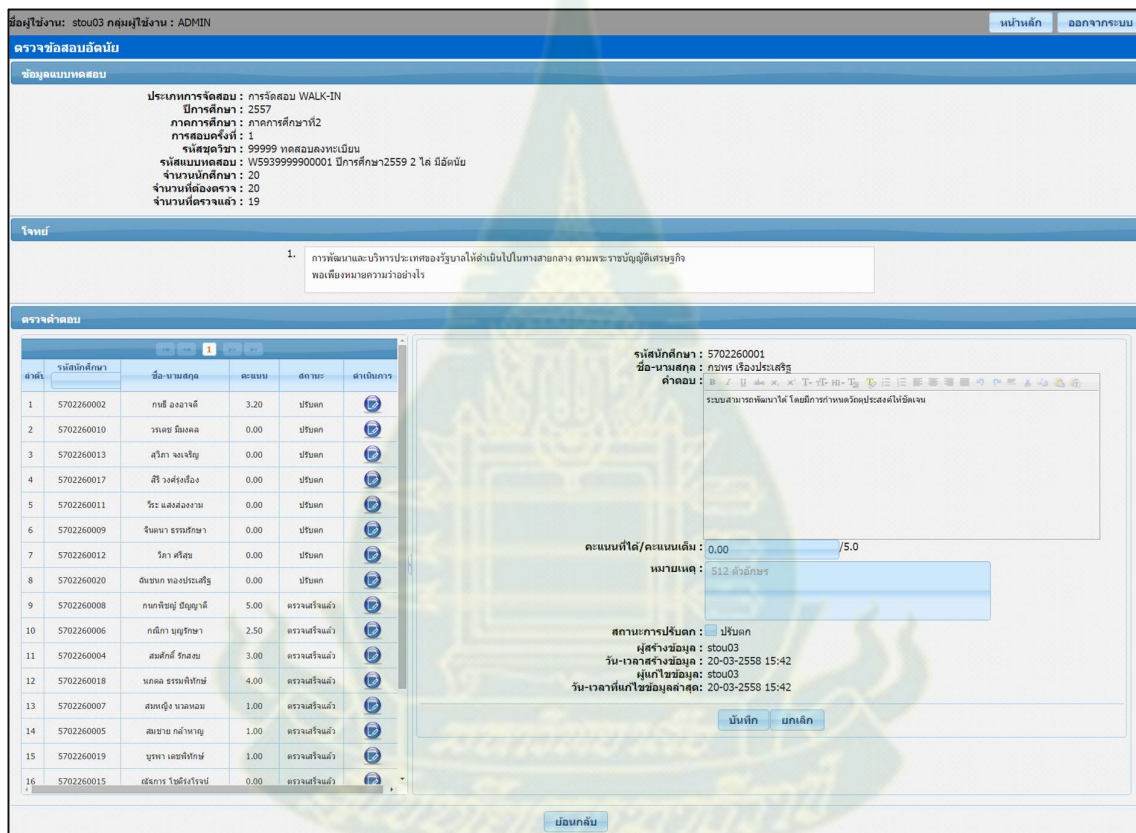 ชื่อผู้ใช้งาน: stou03 กลุ่มผู้ใช้งาน : ADMIN
หน้าหลัก ออกจากระบบ
ตรวจข้อสอบอัตนัย
ข้อมูลแบบทดสอบ
ประเภทการจัดสอบ : การจัดสอบ WALK-IN
ปีการศึกษา : 2557
ภาคการศึกษา : ภาคการศึกษาที่2
การสอบครั้งที่ : 1
รหัสชุดวิชา : 99999 ทดสอบลงทะเบียน
รหัสแบบทดสอบ : W5939999900001 ปีการศึกษา2559 2 ไล่ มีอัตนัย
จำนวนนักศึกษา : 20
จำนวนที่ต้องตรวจ : 20
จำนวนที่ตรวจแล้ว : 19
โจทย์
1. การพัฒนาและบริหารประเทศของรัฐบาลให้ดำเนินไปในทางสายกลาง ตามพระราชบัญญัติเศรษฐกิจ
พอเพียงหมายความว่าอย่างไร
ตรวจคำตอบ
1
ลำดับ รหัสนักศึกษา ชื่อ-นามสกุล คะแนน สถานะ ดำเนินการ
1 5702260002 กนธี องอาจดี 3.20 ปรับตก
2 5702260010 วรเดช มีมงคล 0.00 ปรับตก
3 5702260013 สุวิภา จงเจริญ 0.00 ปรับตก
4 5702260017 สิริ วงศ์รุ่งเรือง 0.00 ปรับตก
5 5702260011 วีระ แสงส่องงาม 0.00 ปรับตก
6 5702260009 จินตนา ธรรมรักษา 0.00 ปรับตก
7 5702260012 วิภา ศรีสุข 0.00 ปรับตก
8 5702260020 ฉันชนก ทองประเสริฐ 0.00 ปรับตก
9 5702260008 กนกพิชญ์ ปัญญาดี 5.00 ตรวจเสร็จแล้ว
10 5702260006 กณิกา บุญรักษา 2.50 ตรวจเสร็จแล้ว
11 5702260004 สมศักดิ์ รักสงบ 3.00 ตรวจเสร็จแล้ว
12 5702260018 นภดล ธรรมพิทักษ์ 4.00 ตรวจเสร็จแล้ว
13 5702260007 สมหญิง นวลหอม 1.00 ตรวจเสร็จแล้ว
14 5702260005 สมชาย กล้าหาญ 1.00 ตรวจเสร็จแล้ว
15 5702260019 บูรพา เดชพิทักษ์ 1.00 ตรวจเสร็จแล้ว
16 5702260015 0.00 ตรวจเสร็จแล้ว
รหัสนักศึกษา : 5702260001
ชื่อ-นามสกุล : กชพร เรืองประเสริฐ
คำตอบ :
ระบบสามารถพัฒนาได้ โดยมีการกำหนดวัตถุประสงค์ให้ชัดเจน
คะแนนที่ได้/คะแนนเต็ม : 0.00 /5.0
หมายเหตุ : 512 ตัวอักษร
สถานะการปรับตก : ปรับตก
ผู้สร้างข้อมูล : stou03
วัน-เวลาสร้างข้อมูล : 20-03-2558 15:42
ผู้แก้ไขข้อมูล: stou03
วัน-เวลาที่แก้ไขข้อมูลล่าสุด: 20-03-2558 15:42
บันทึก ยกเลิก
ย้อนกลับ